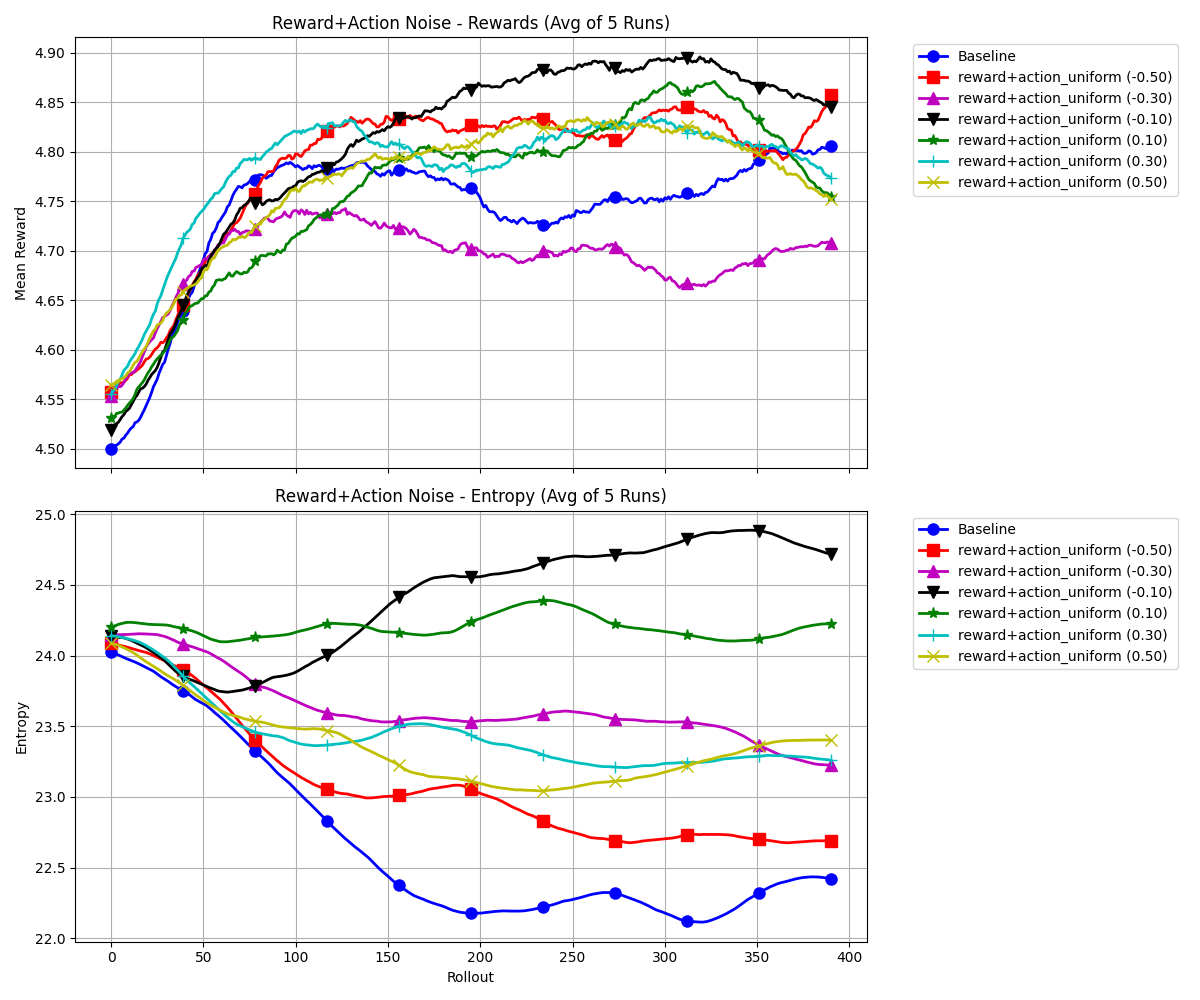 Reward+Action Noise - Rewards (Avg of 5 Runs)
Mean Reward
4.90
4.85
4.80
4.75
4.70
4.65
4.60
4.55
4.50
Baseline
reward+action_uniform (-0.50)
reward+action_uniform (-0.30)
reward+action_uniform (-0.10)
reward+action_uniform (0.10)
reward+action_uniform (0.30)
reward+action_uniform (0.50)
Reward+Action Noise - Entropy (Avg of 5 Runs)
Entropy
25.0
24.5
24.0
23.5
23.0
22.5
22.0
0 50 100 150 200 250 300 350 400
Rollout
Baseline
reward+action_uniform (-0.50)
reward+action_uniform (-0.30)
reward+action_uniform (-0.10)
reward+action_uniform (0.10)
reward+action_uniform (0.30)
reward+action_uniform (0.50)